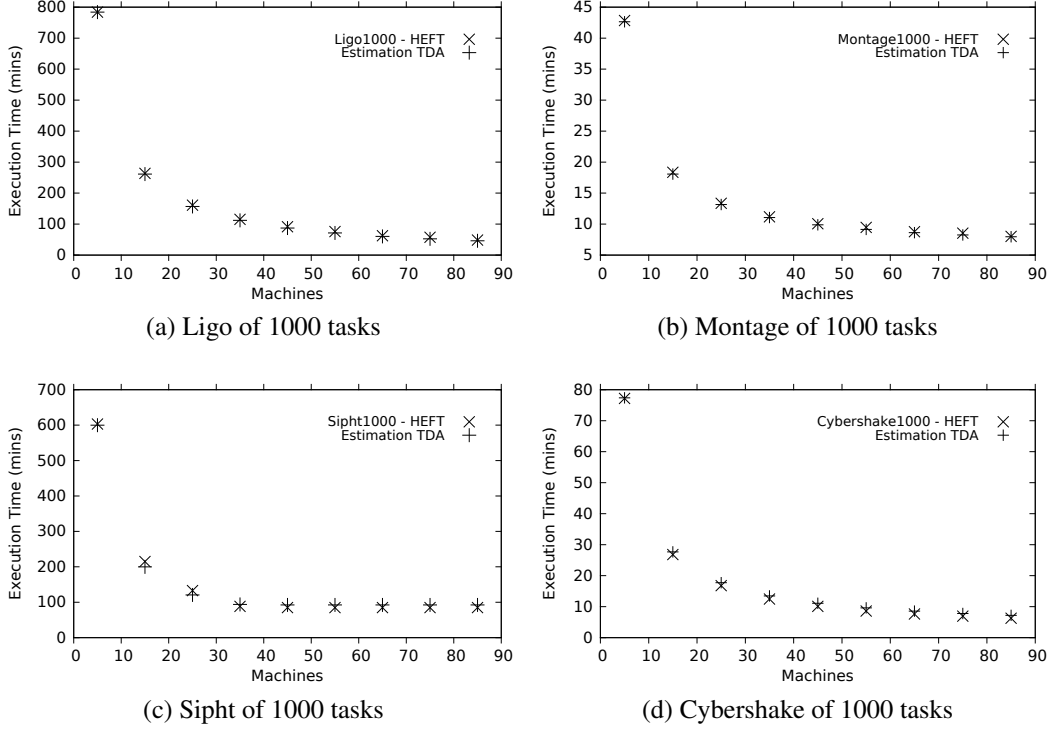 800
700
600
500
400
300
200
100
0
0 10 20 30 40 50 60 70 80 90
Execution Time (mins)
Machines
Ligo1000 - HEFT
Estimation TDA
(a) Ligo of 1000 tasks
45
40
35
30
25
20
15
10
5
0 10 20 30 40 50 60 70 80 90
Execution Time (mins)
Machines
Montage1000 - HEFT
Estimation TDA
(b) Montage of 1000 tasks
700
600
500
400
300
200
100
0
0 10 20 30 40 50 60 70 80 90
Execution Time (mins)
Machines
Sipht1000 - HEFT
Estimation TDA
(c) Sipht of 1000 tasks
80
70
60
50
40
30
20
10
0
0 10 20 30 40 50 60 70 80 90
Execution Time (mins)
Machines
Cybershake1000 - HEFT
Estimation TDA
(d) Cybershake of 1000 tasks